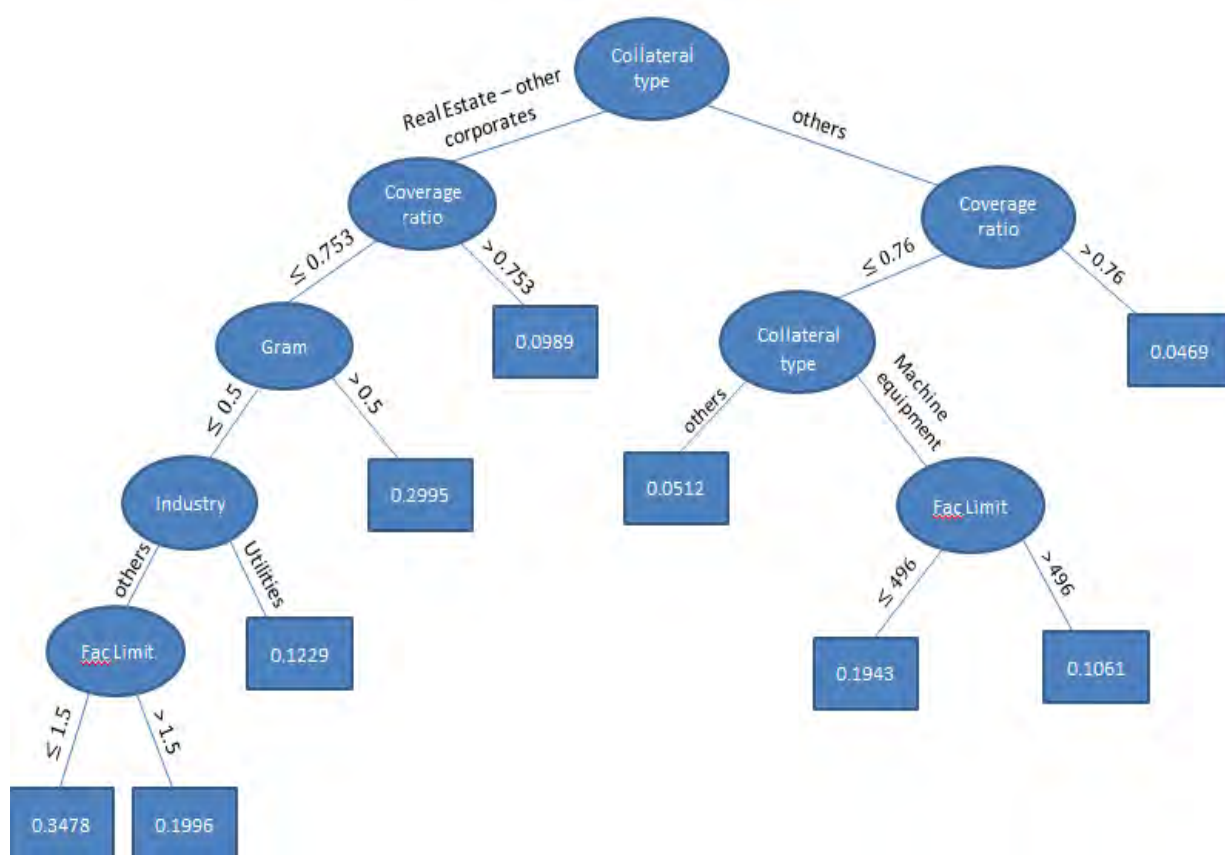 Collateral
type
Real Estate – other
corporates
others
Coverage
ratio
Coverage
ratio
≤ 0.753
> 0.753
≤ 0.76
> 0.76
Gram
0.0989
Collateral
type
0.0469
≤ 0.5
> 0.5
others
Machine
equipment
Industry
0.2995
0.0512
Fac Limit
others
Utilities
≤ 496
> 496
Fac Limit
0.1229
0.1943
0.1061
≤ 1.5
> 1.5
0.3478
0.1996